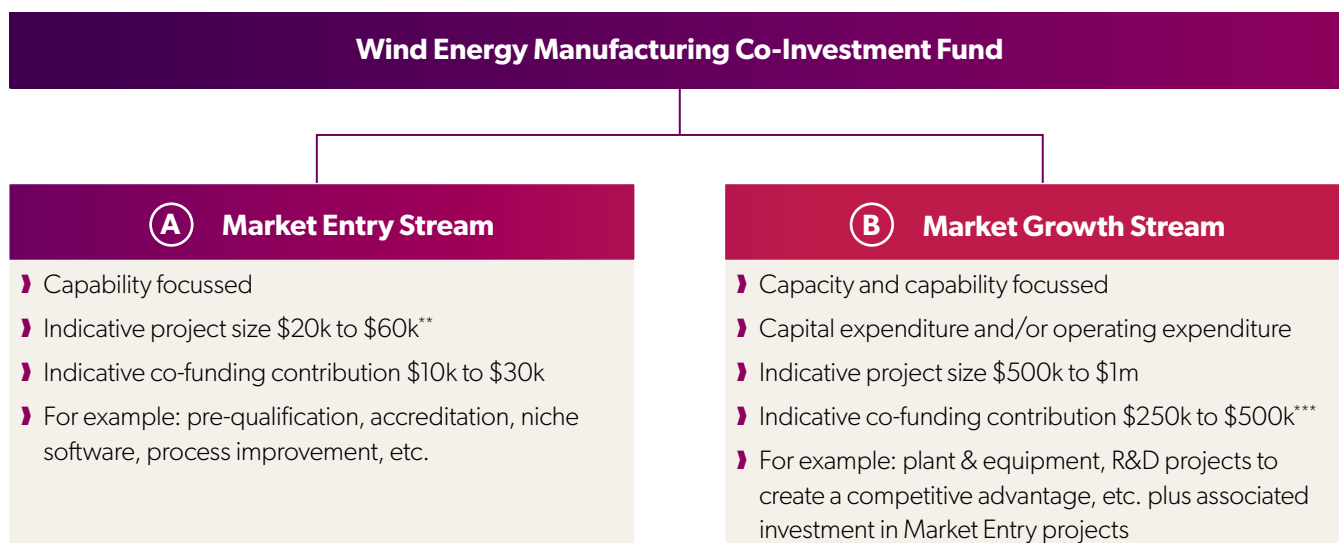 Wind Energy Manufacturing Co-Investment Fund
A Market Entry Stream
❱ Capability focussed
❱ Indicative project size $20k to $60k**
❱ Indicative co-funding contribution $10k to $30k
❱ For example: pre-qualification, accreditation, niche
software, process improvement, etc.
B Market Growth Stream
❱ Capacity and capability focussed
❱ Capital expenditure and/or operating expenditure
❱ Indicative project size $500k to $1m
❱ Indicative co-funding contribution $250k to $500k***
❱ For example: plant & equipment, R&D projects to
create a competitive advantage, etc. plus associated
investment in Market Entry projects